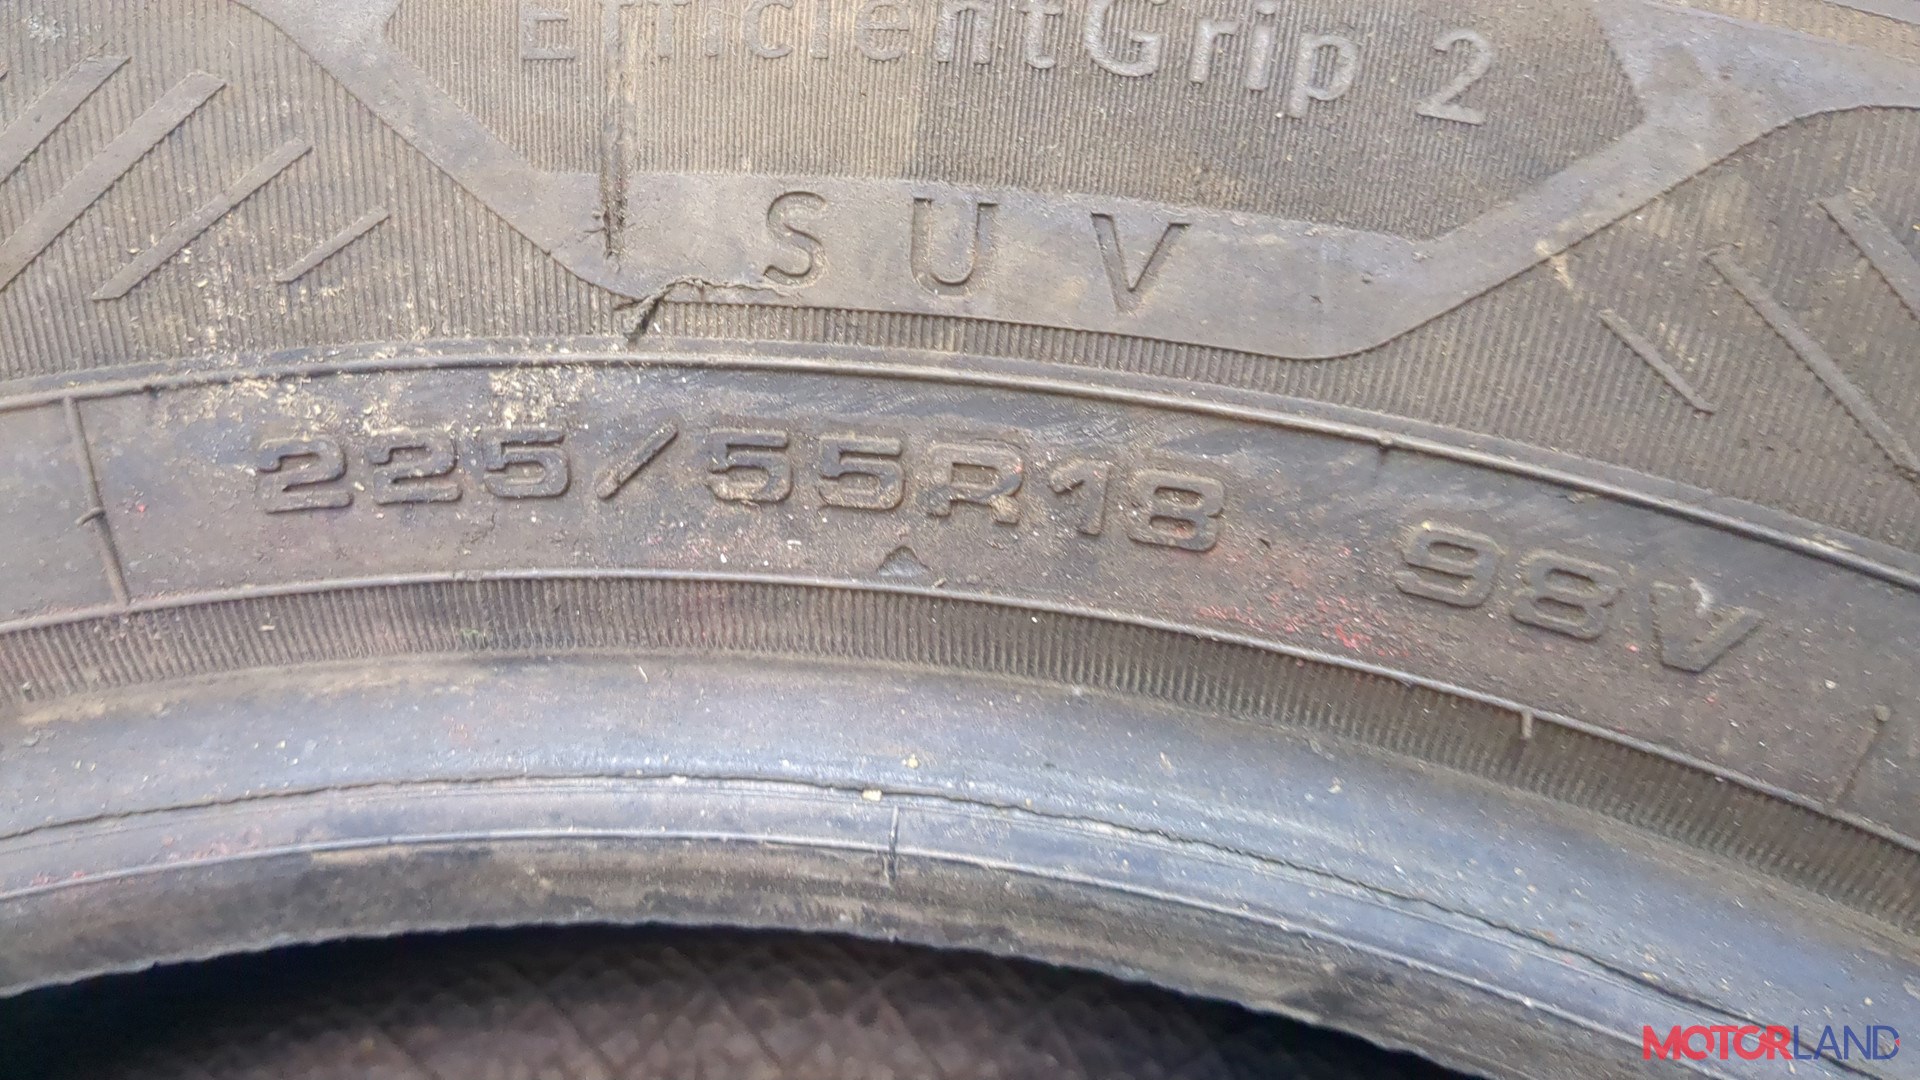 EfficientGrip 2
SUV
225/55R18 98V
MOTORLAND